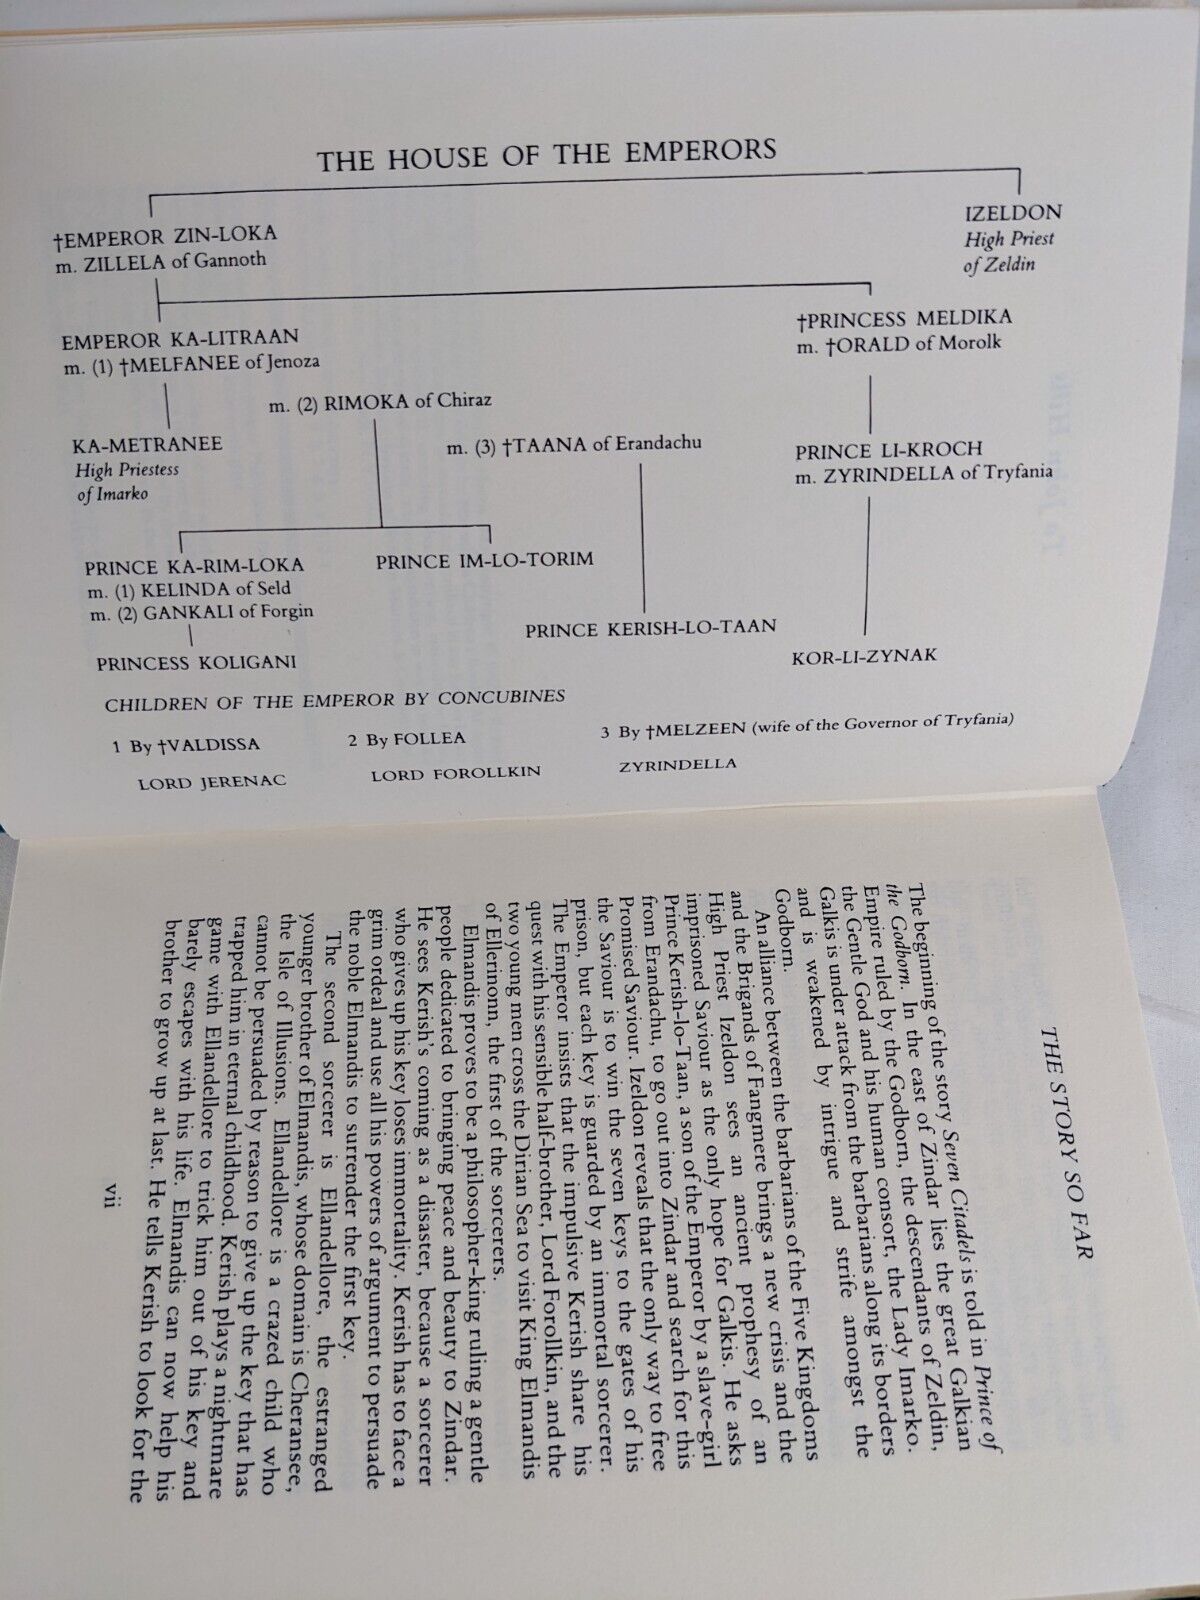 THE HOUSE OF THE EMPERORS
†EMPEROR ZIN-LOKA
m. ZILLELA of Gannoth
IZELDON
High Priest
of Zeldin
EMPEROR KA-LITRAAN
m. (1) †MELFANEE of Jenoza
†PRINCESS MELDIKA
m. †ORALD of Morolk
m. (2) RIMOKA of Chiraz
KA-METRANEE
High Priestess
of Imarko
m. (3) †TAANA of Erandachu
PRINCE LI-KROCH
m. ZYRINDELLA of Tryfania
PRINCE KA-RIM-LOKA
m. (1) KELINDA of Seld
m. (2) GANKALI of Forgin
PRINCE IM-LO-TORIM
PRINCESS KOLIGANI
PRINCE KERISH-LO-TAAN
KOR-LI-ZYNAK
CHILDREN OF THE EMPEROR BY CONCUBINES
1 By †VALDISSA
2 By FOLLEA
3 By †MELZEEN (wife of the Governor of Tryfania)
LORD JERENAC
LORD FOROLLKIN
ZYRINDELLA
THE STORY SO FAR
The beginning of the story Seven Citadels is told in Prince of
the Godborn. In the east of Zindar lies the great Galkian
Empire ruled by the Godborn, the descendants of Zeldin,
the Gentle God and his human consort, the Lady Imarko.
Galkis is under attack from the barbarians along its borders
and is weakened by intrigue and strife amongst the
Godborn.
An alliance between the barbarians of the Five Kingdoms
and the Brigands of Fangmere brings a new crisis and the
High Priest Izeldon sees an ancient prophesy of an
imprisoned Saviour as the only hope for Galkis. He asks
Prince Kerish-lo-Taan, a son of the Emperor by a slave-girl
from Erandachu, to go out into Zindar and search for this
Promised Saviour. Izeldon reveals that the only way to free
the Saviour is to win the seven keys to the gates of his
prison, but each key is guarded by an immortal sorcerer.
The Emperor insists that the impulsive Kerish share his
quest with his sensible half-brother, Lord Forollkin, and the
two young men cross the Dirian Sea to visit King Elmandis
of Ellerinonn, the first of the sorcerers.
Elmandis proves to be a philosopher-king ruling a gentle
people dedicated to bringing peace and beauty to Zindar.
He sees Kerish's coming as a disaster, because a sorcerer
who gives up his key loses immortality. Kerish has to face a
grim ordeal and use all his powers of argument to persuade
the noble Elmandis to surrender the first key.
The second sorcerer is Ellandellore, the estranged
younger brother of Elmandis, whose domain is Cheransee,
the Isle of Illusions. Ellandellore is a crazed child who
cannot be persuaded by reason to give up the key that has
trapped him in eternal childhood. Kerish plays a nightmare
game with Ellandellore to trick him out of his key and
barely escapes with his life. Elmandis can now help his
brother to grow up at last. He tells Kerish to look for the
vii